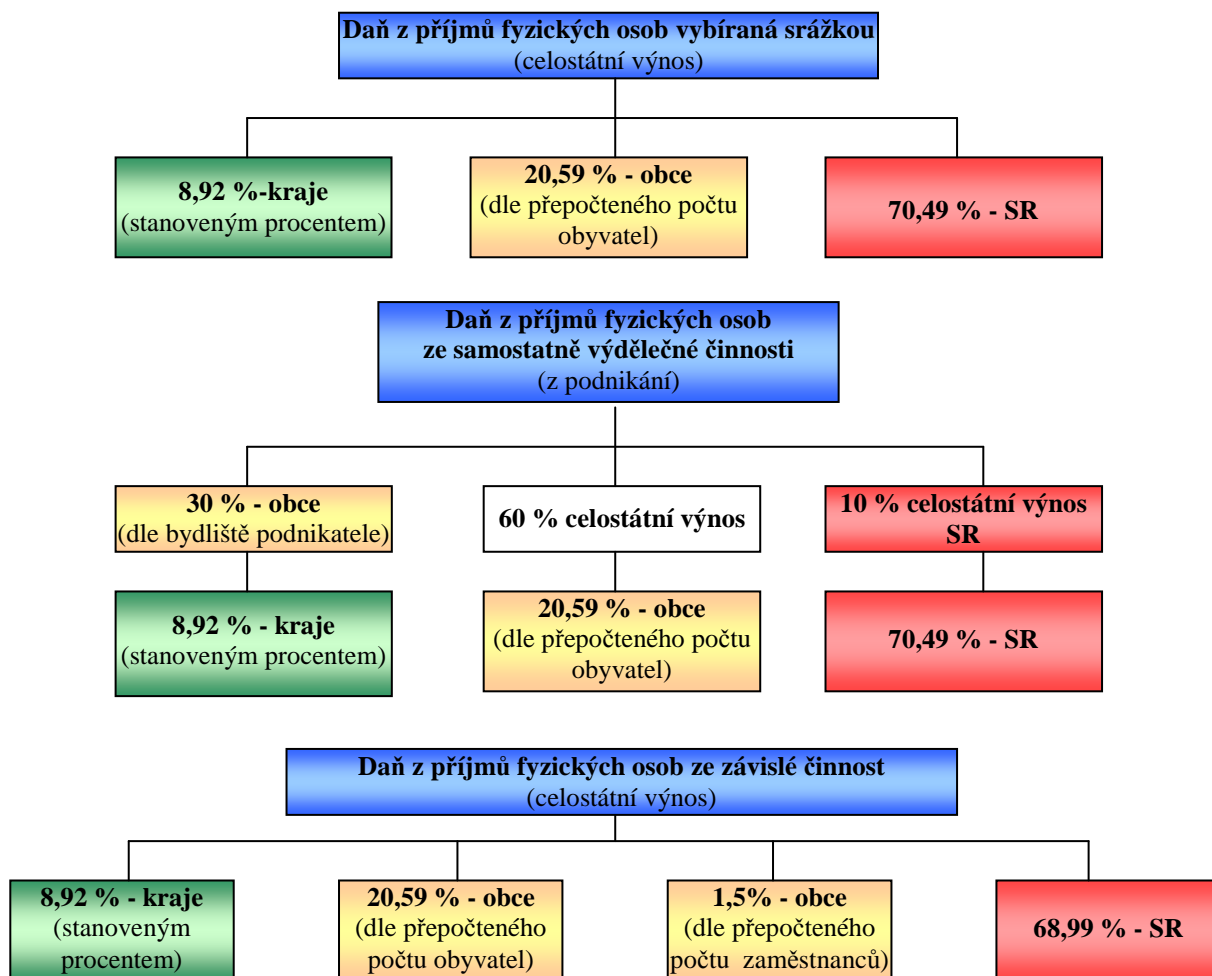 Daň z příjmů fyzických osob vybíraná srážkou
(celostátní výnos)
8,92 %-kraje
(stanoveným procentem)
20,59 % - obce
(dle přepočteného počtu
obyvatel)
70,49 % - SR
Daň z příjmů fyzických osob
ze samostatně výdělečné činnosti
(z podnikání)
30 % - obce
(dle bydliště podnikatele)
60 % celostátní výnos
10 % celostátní výnos
SR
8,92 % - kraje
(stanoveným procentem)
20,59 % - obce
(dle přepočteného počtu
obyvatel)
70,49 % - SR
Daň z příjmů fyzických osob ze závislé činnost
(celostátní výnos)
8,92 % - kraje
(stanoveným
procentem)
20,59 % - obce
(dle přepočteného
počtu obyvatel)
1,5% - obce
(dle přepočteného
počtu zaměstnanců)
68,99 % - SR